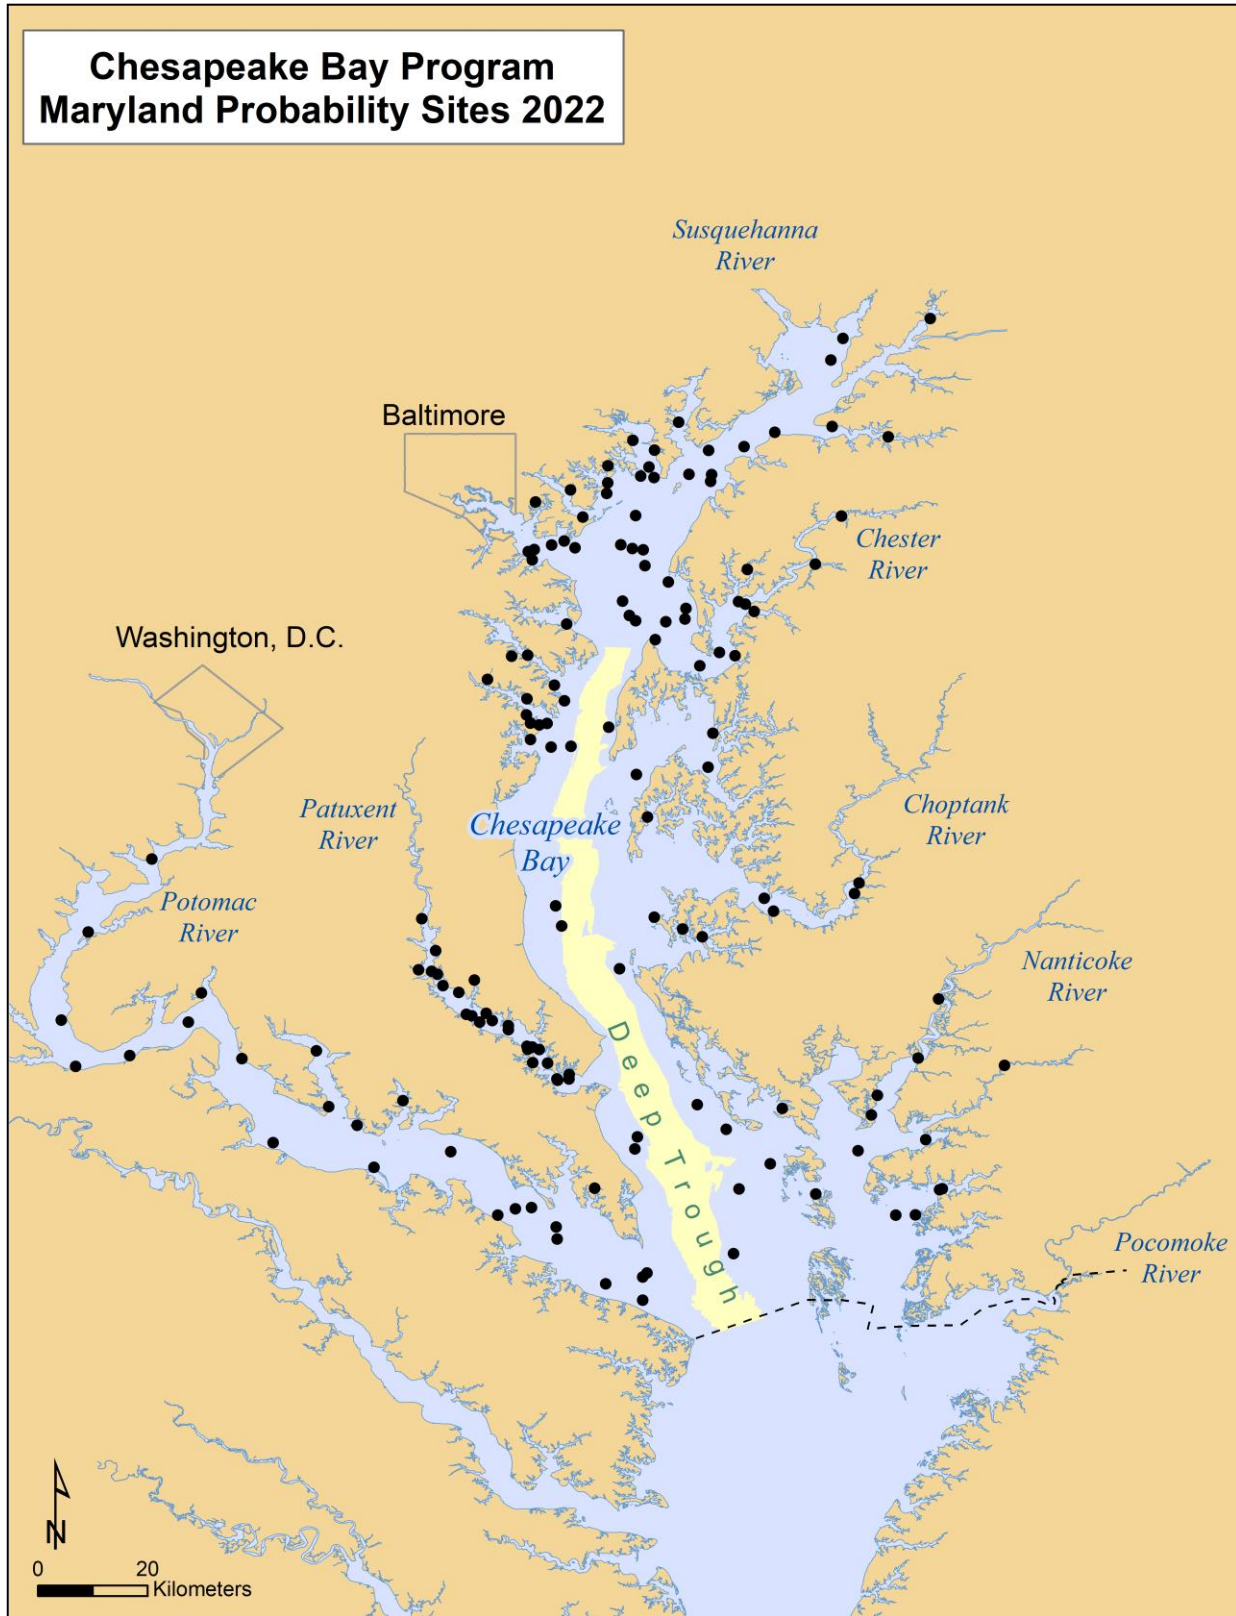 Chesapeake Bay Program
Maryland Probability Sites 2022
Susquehanna
River
Baltimore
Chester
River
Washington, D.C.
Patuxent
River
Chesapeake
Bay
Choptank
River
Potomac
River
Nanticoke
River
Deep Trough
Pocomoke
River
N
0 20
Kilometers